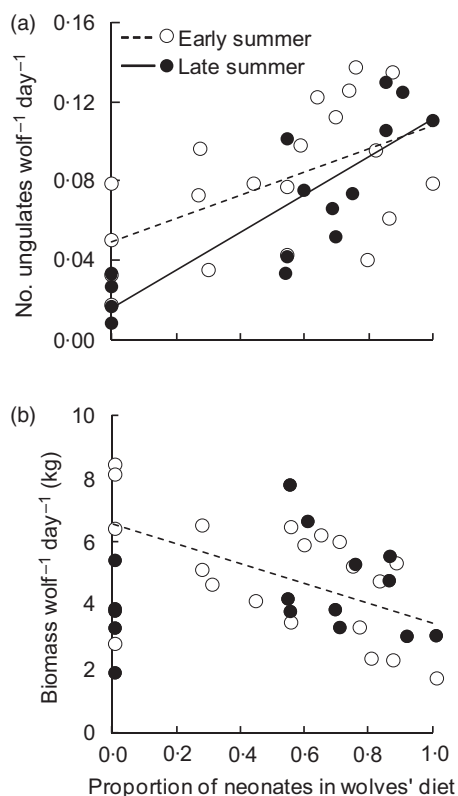 (a)
0·16
0·12
0·08
0·04
0·00
No. ungulates wolf⁻¹ day⁻¹
Early summer
Late summer
(b)
10
8
6
4
2
0
Biomass wolf⁻¹ day⁻¹ (kg)
0·0 0·2 0·4 0·6 0·8 1·0
Proportion of neonates in wolves' diet